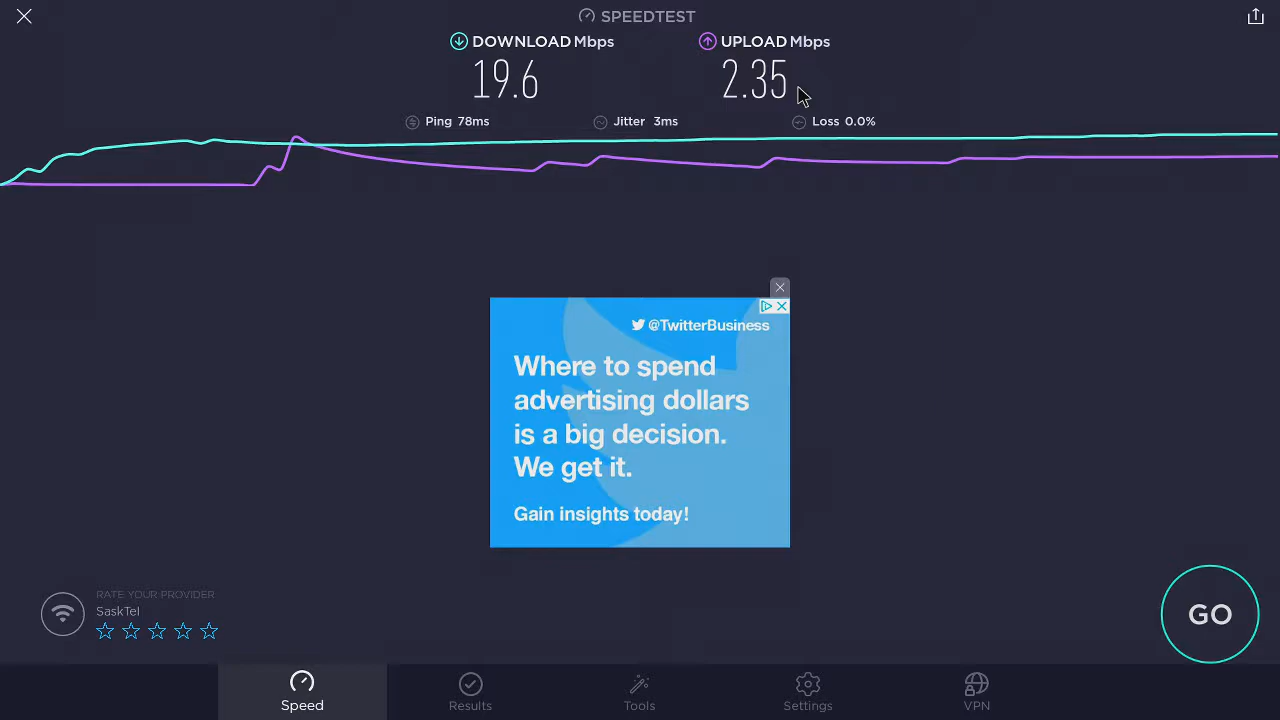 SPEEDTEST
DOWNLOAD Mbps
UPLOAD Mbps
19.6
2.35
Ping 78ms
Jitter 3ms
Loss 0.0%
@TwitterBusiness
Where to spend
advertising dollars
is a big decision.
We get it.
Gain insights today!
RATE YOUR PROVIDER
SaskTel
GO
Speed
Results
Tools
Settings
VPN